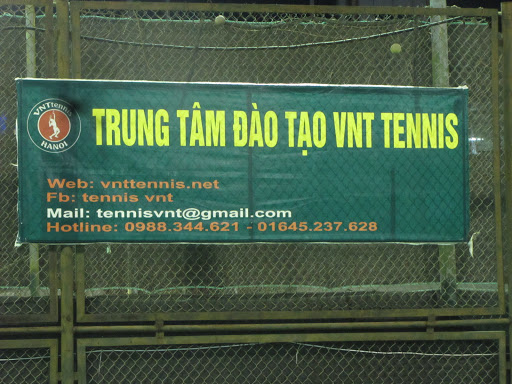 VNTtennis
HANOI
TRUNG TÂM ĐÀO TẠO VNT TENNIS
Web: vnttennis.net
Fb: tennis vnt
Mail: tennisvnt@gmail.com
Hotline: 0988.344.621 - 01645.237.628